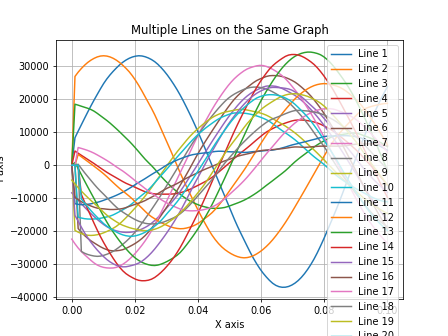 Multiple Lines on the Same Graph
30000
20000
10000
0
−10000
−20000
−30000
−40000
axis
0.00
0.02
0.04
0.06
X axis
Line 1
Line 2
Line 3
Line 4
Line 5
Line 6
Line 7
Line 8
Line 9
Line 10
Line 11
Line 12
Line 13
Line 14
Line 15
Line 16
Line 17
Line 18
Line 19
Line 20